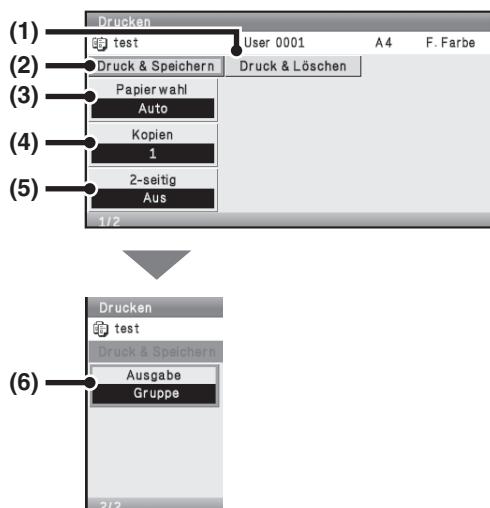 Drucken
(1)
test User 0001 A4 F. Farbe
(2)
Druck & Speichern Druck & Löschen
(3)
Papierwahl
Auto
(4)
Kopien
1
(5)
2-seitig
Aus
1/2
Drucken
test
Druck & Speichern
(6)
Ausgabe
Gruppe
2/2